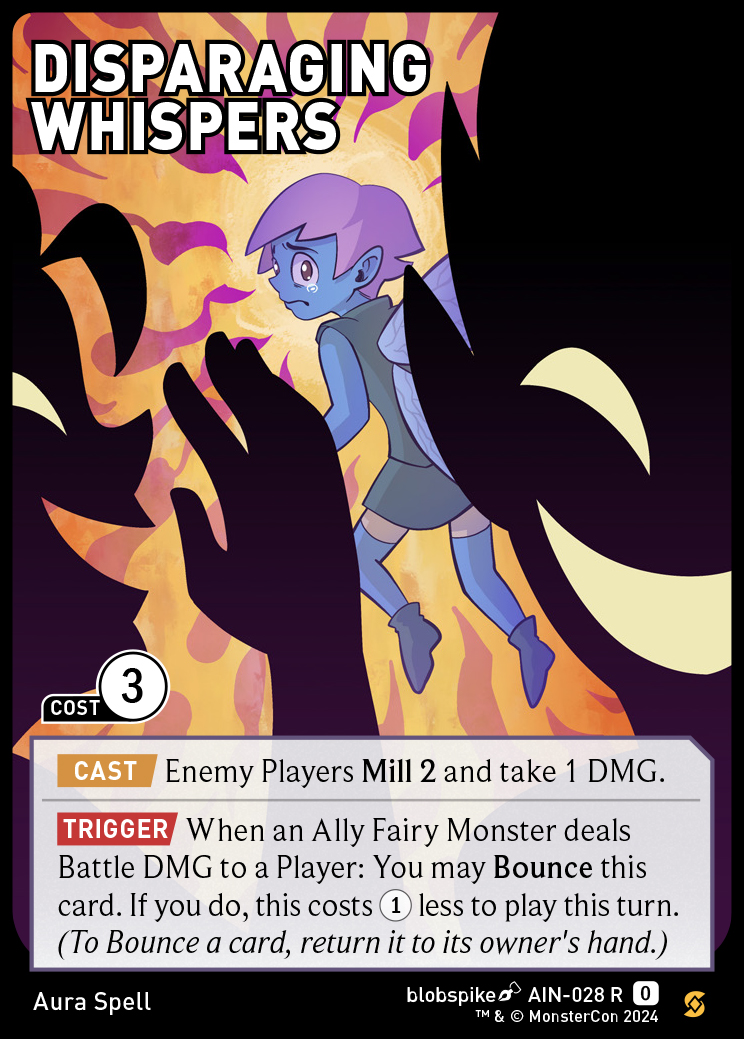 DISPARAGING
WHISPERS
COST 3
CAST Enemy Players Mill 2 and take 1 DMG.
TRIGGER When an Ally Fairy Monster deals
Battle DMG to a Player: You may Bounce this
card. If you do, this costs 1 less to play this turn.
(To Bounce a card, return it to its owner's hand.)
Aura Spell
blobspike AIN-028 R 0
™ & © MonsterCon 2024